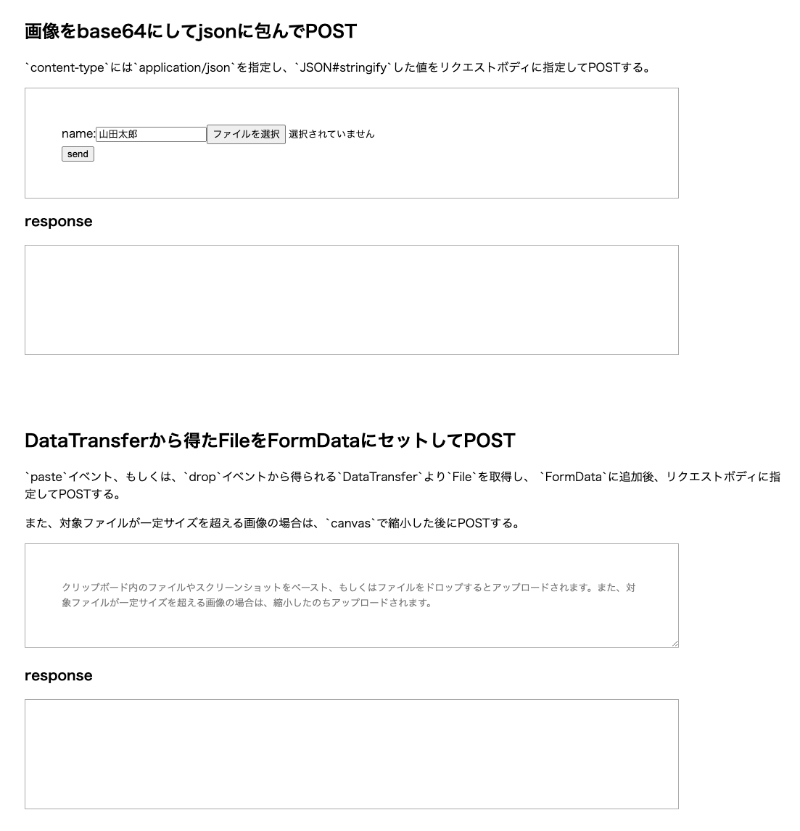 画像をbase64にしてjsonに包んでPOST
`content-type`には`application/json`を指定し、`JSON#stringify`した値をリクエストボディに指定してPOSTする。
name:山田太郎 ファイルを選択 選択されていません
send
response
DataTransferから得たFileをFormDataにセットしてPOST
`paste`イベント、もしくは、`drop`イベントから得られる`DataTransfer`より`File`を取得し、 `FormData`に追加後、リクエストボディに指
定してPOSTする。
また、対象ファイルが一定サイズを超える画像の場合は、`canvas`で縮小した後にPOSTする。
クリップボード内のファイルやスクリーンショットをペースト、もしくはファイルをドロップするとアップロードされます。また、対
象ファイルが一定サイズを超える画像の場合は、縮小したのちアップロードされます。
response